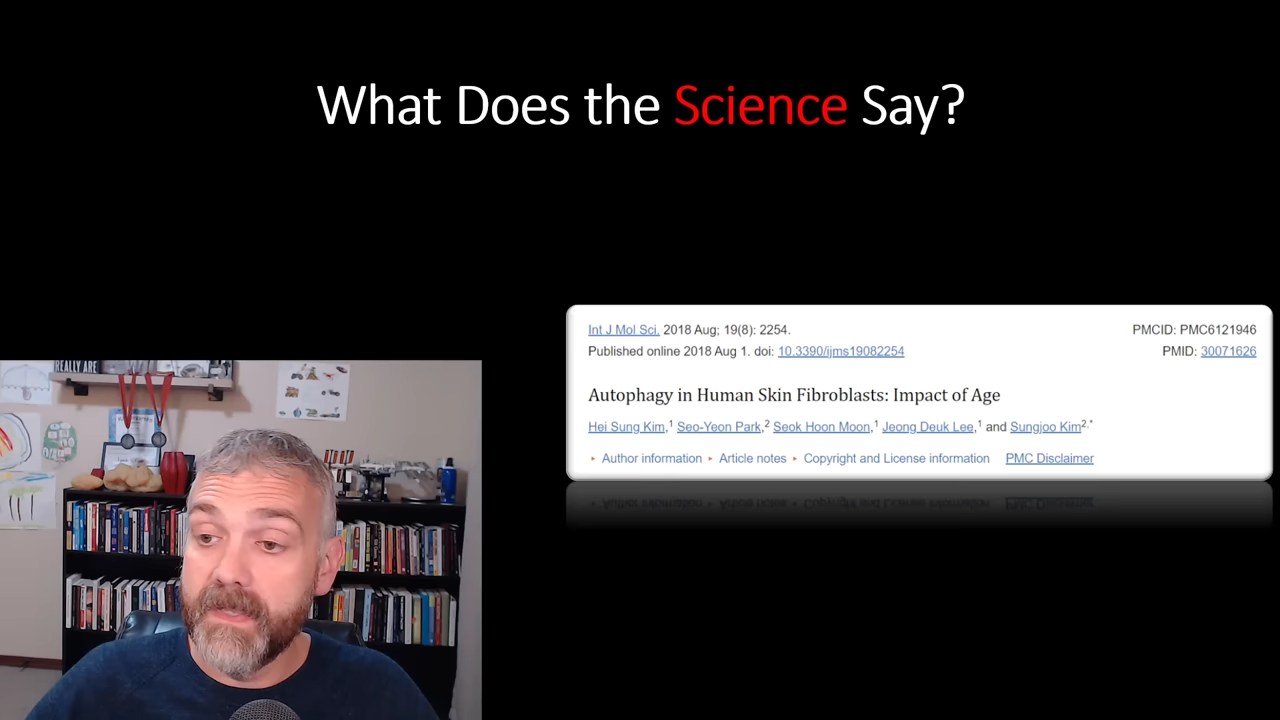 What Does the Science Say?
Int J Mol Sci. 2018 Aug; 19(8): 2254.
PMCID: PMC6121946
Published online 2018 Aug 1. doi: 10.3390/ijms19082254
PMID: 30071626
Autophagy in Human Skin Fibroblasts: Impact of Age
Hei Sung Kim,1 Seo-Yeon Park,2 Seok Hoon Moon,1 Jeong Deuk Lee,1 and Sungjoo Kim2,*
▸ Author information ▸ Article notes ▸ Copyright and License information PMC Disclaimer
REALLY ARE